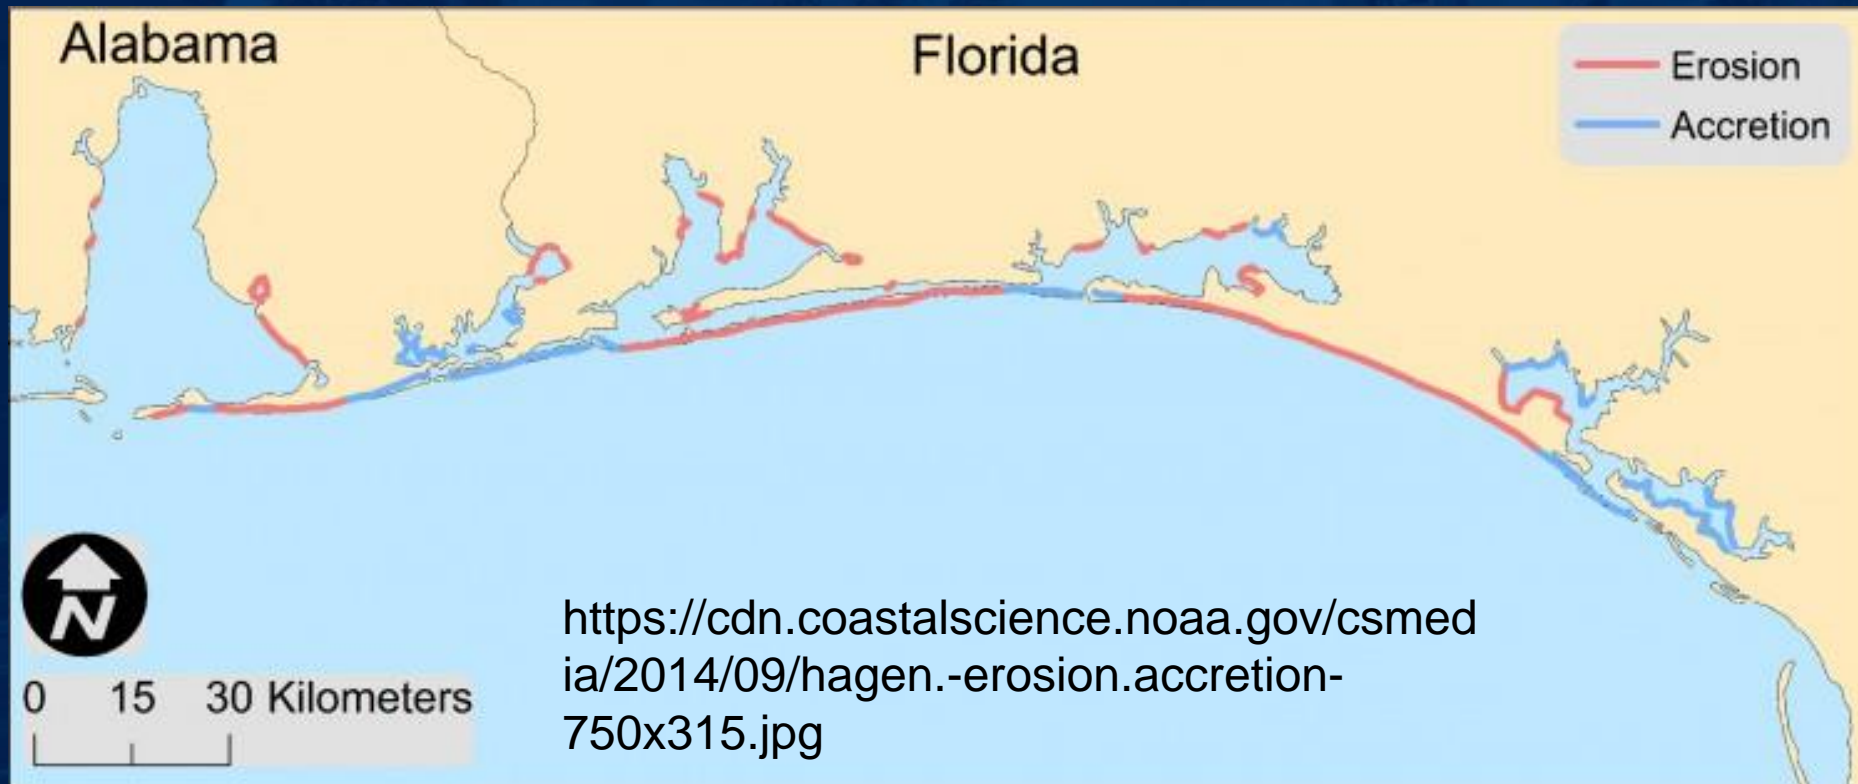 Alabama
Florida
Erosion
Accretion
N
0 15 30 Kilometers
https://cdn.coastalscience.noaa.gov/csmed
ia/2014/09/hagen.-erosion.accretion-
750x315.jpg